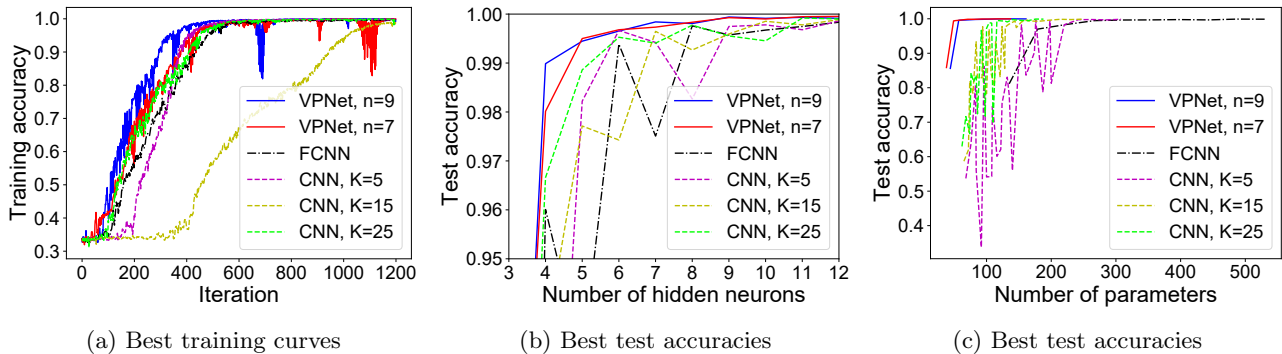 Training accuracy
1.0
0.9
0.8
0.7
0.6
0.5
0.4
0.3
VPNet, n=9
VPNet, n=7
FCNN
CNN, K=5
CNN, K=15
CNN, K=25
0 200 400 600 800 1000 1200
Iteration
(a) Best training curves
Test accuracy
1.00
0.99
0.98
0.97
0.96
0.95
VPNet, n=9
VPNet, n=7
FCNN
CNN, K=5
CNN, K=15
CNN, K=25
3 4 5 6 7 8 9 10 11 12
Number of hidden neurons
(b) Best test accuracies
Test accuracy
1.0
0.9
0.8
0.7
0.6
0.5
0.4
VPNet, n=9
VPNet, n=7
FCNN
CNN, K=5
CNN, K=15
CNN, K=25
100 200 300 400 500
Number of parameters
(c) Best test accuracies